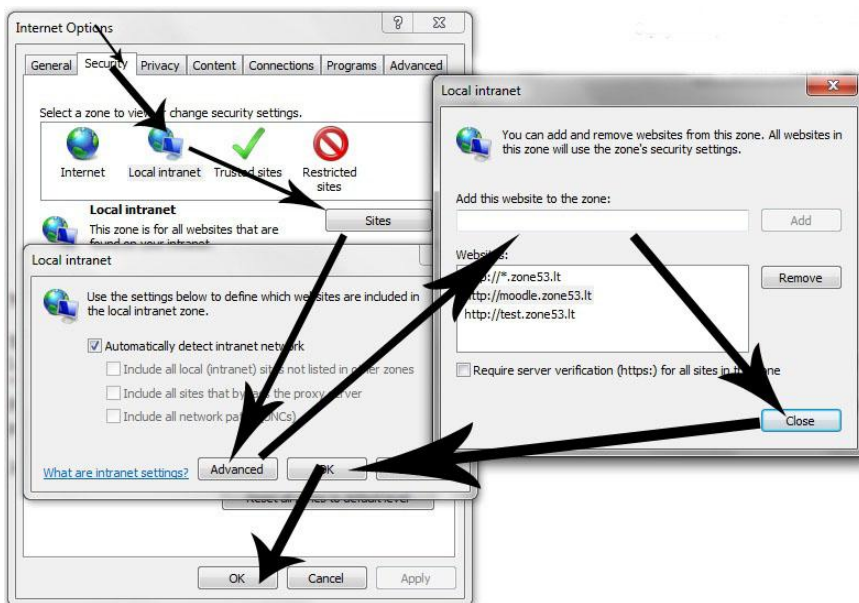 Internet Options
General Security Privacy Content Connections Programs Advanced
Select a zone to view or change security settings.
Internet Local intranet Trusted sites Restricted sites
Local intranet
This zone is for all websites that are
found on your intranet.
Sites
Local intranet
Use the settings below to define which websites are included in
the local intranet zone.
Automatically detect intranet network
Include all local (intranet) sites not listed in other zones
Include all sites that bypass the proxy server
Include all network paths (UNCs)
What are intranet settings?
Advanced
OK
Reset all zones to default level
OK
Cancel
Apply
Local intranet
You can add and remove websites from this zone. All websites in
this zone will use the zone's security settings.
Add this website to the zone:
Add
Websites:
http://*.zone53.lt
http://moodle.zone53.lt
http://test.zone53.lt
Remove
Require server verification (https:) for all sites in this zone
Close